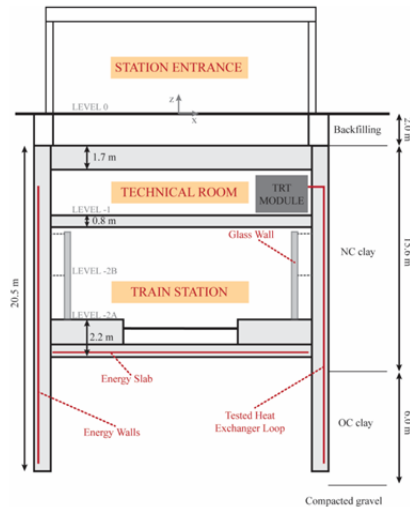 STATION ENTRANCE
LEVEL 0
z
x
2.0 m
Backfilling
1.7 m
TECHNICAL ROOM
TRT
MODULE
LEVEL -1
0.8 m
Glass Wall
NC clay
15.6 m
20.5 m
LEVEL -2B
TRAIN STATION
LEVEL -2A
2.2 m
Energy Slab
Energy Walls
Tested Heat
Exchanger Loop
OC clay
6.0 m
Compacted gravel